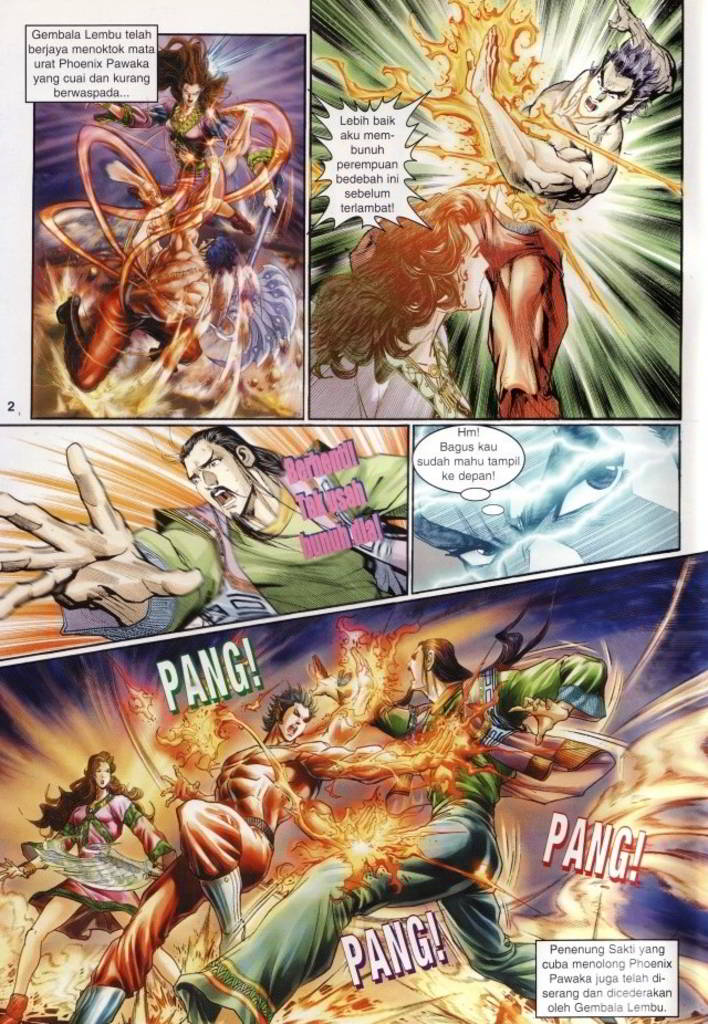 Gembala Lembu telah
berjaya menoktok mata
urat Phoenix Pawaka
yang cuai dan kurang
berwaspada...
Lebih baik
aku mem-
bunuh
perempuan
bedebah ini
sebelum
terlambat!
2
Berhenti!
Tak usah
bunuh dia!
Hm!
Bagus kau
sudah mahu tampil
ke depan!
PANG!
PANG!
PANG!
Penenung Sakti yang
cuba menolong Phoenix
Pawaka juga telah di-
serang dan dicederakan
oleh Gembala Lembu.